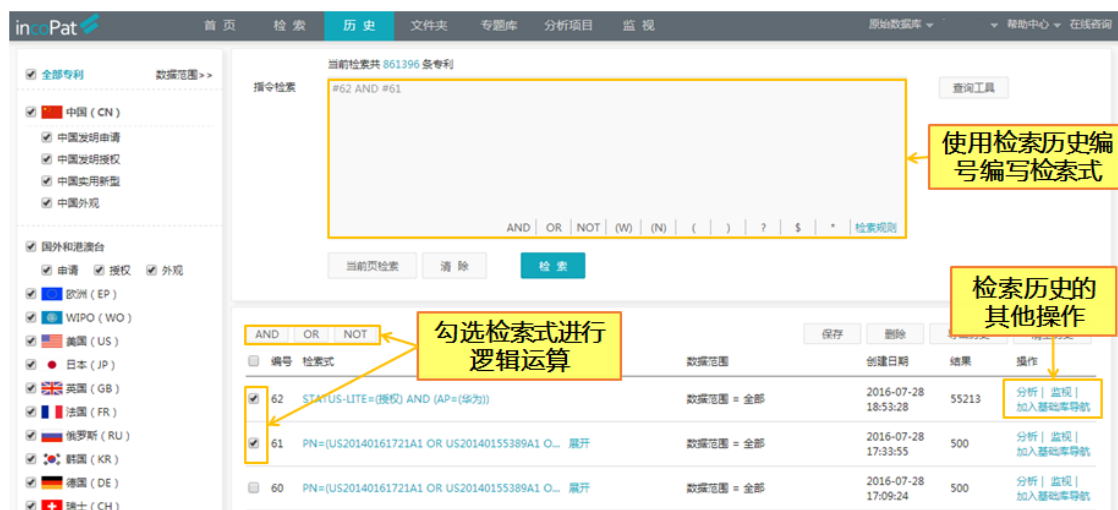 incoPat
首 页 检 索 历 史 文件夹 专题库 分析项目 监 视 原始数据库 帮助中心 在线咨询
全部专利 数据范围>>
中国 ( CN )
中国发明申请
中国发明授权
中国实用新型
中国外观
国外和港澳台
申请 授权 外观
欧洲 ( EP )
WIPO ( WO )
美国 ( US )
日本 ( JP )
英国 ( GB )
法国 ( FR )
俄罗斯 ( RU )
韩国 ( KR )
德国 ( DE )
瑞士 ( CH )
当前检索共 861396 条专利
指令检索
#62 AND #61
查询工具
使用检索历史编
号编写检索式
AND OR NOT (W) (N) ( ) ? $ * 检索规则
当前页检索 清 除 检 索
检索历史的
其他操作
AND OR NOT
勾选检索式进行
逻辑运算
保存 删除
编号 检索式 数据范围 创建日期 结果 操作
62 STATUS-LITE=(授权) AND (AP=(华为)) 数据范围 = 全部 2016-07-28 18:53:28 55213 分析 | 监视 | 加入基础库导航
61 PN=(US20140161721A1 OR US20140155389A1 O... 展开 数据范围 = 全部 2016-07-28 17:33:55 500 分析 | 监视 | 加入基础库导航
60 PN=(US20140161721A1 OR US20140155389A1 O... 展开 数据范围 = 全部 2016-07-28 17:09:24 500 分析 | 监视 | 加入基础库导航